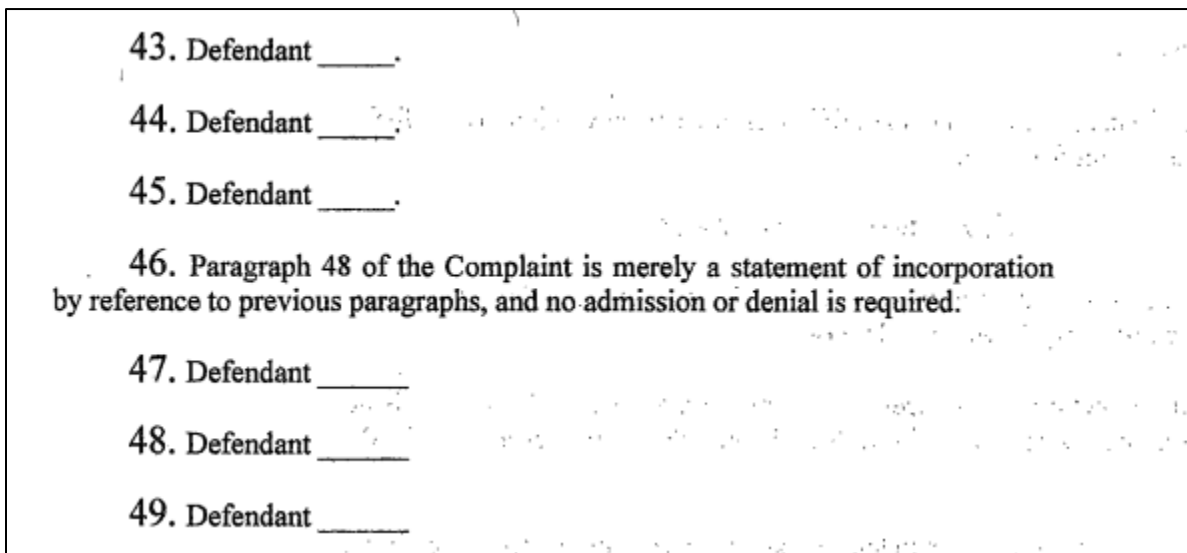 43. Defendant _____.
44. Defendant _____.
45. Defendant _____.
46. Paragraph 48 of the Complaint is merely a statement of incorporation
by reference to previous paragraphs, and no admission or denial is required.
47. Defendant ______
48. Defendant ______
49. Defendant ______